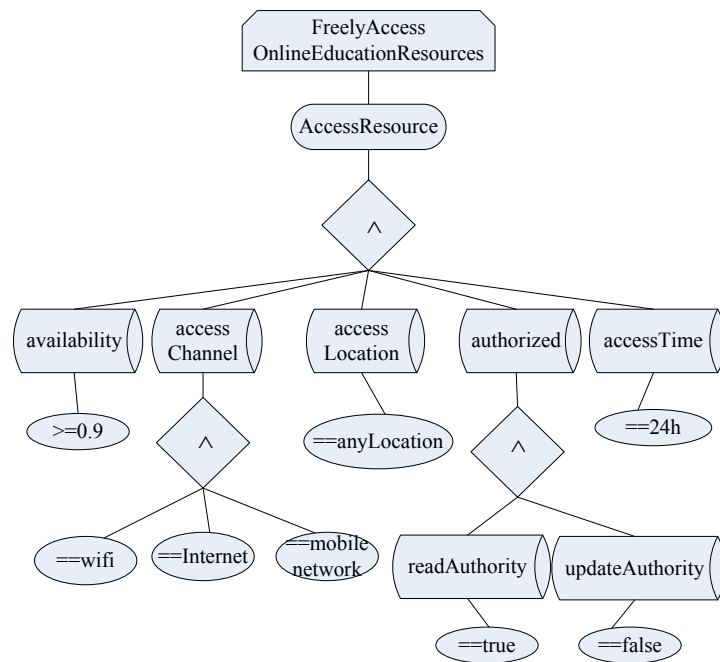 FreelyAccess
OnlineEducationResources
AccessResource
^
availability
access
Channel
access
Location
authorized
accessTime
>=0.9
^
==anyLocation
^
==24h
==wifi
==Internet
==mobile
network
readAuthority
updateAuthority
==true
==false